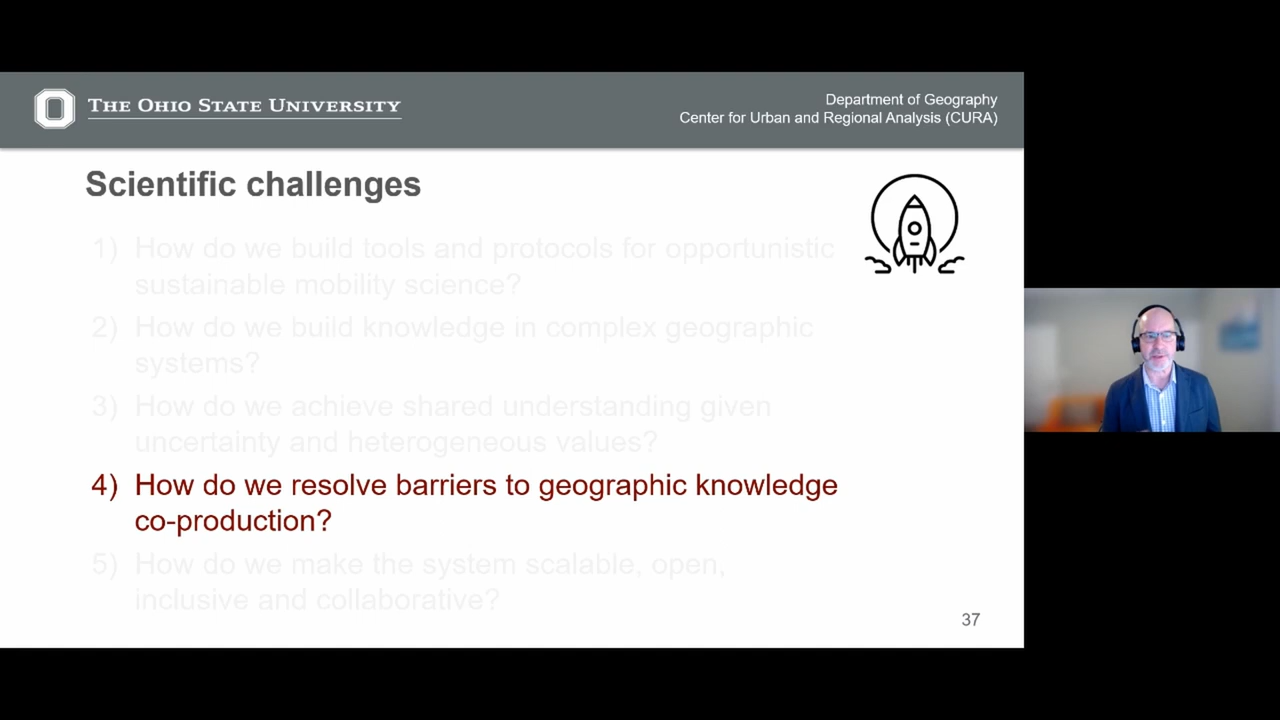 THE OHIO STATE UNIVERSITY
Department of Geography
Center for Urban and Regional Analysis (CURA)
Scientific challenges
1) How do we build tools and protocols for opportunistic
sustainable mobility science?
2) How do we build knowledge in complex geographic
systems?
3) How do we achieve shared understanding given
uncertainty and heterogeneous values?
4) How do we resolve barriers to geographic knowledge
co-production?
5) How do we make the system scalable, open,
inclusive and collaborative?
37